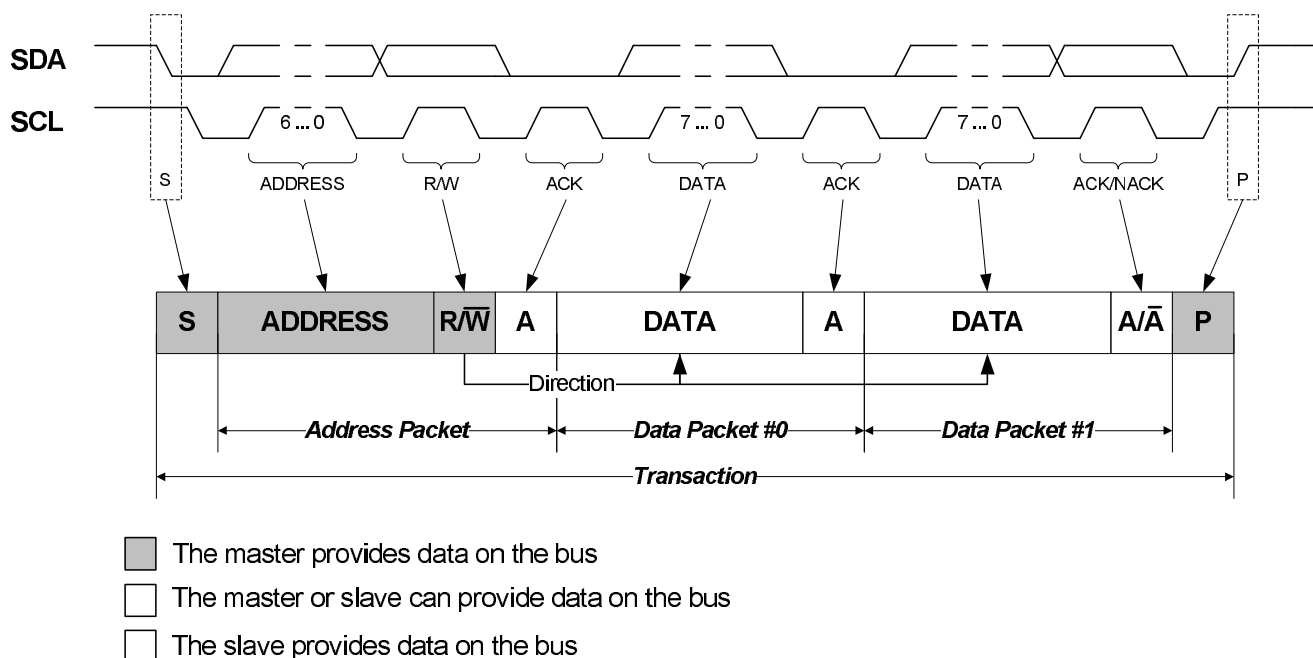 SDA
SCL
6 ... 0
7 ... 0
7 ... 0
S
ADDRESS
R/W
ACK
DATA
ACK
DATA
ACK/NACK
P
S
ADDRESS
R/W̅
A
DATA
A
DATA
A/A̅
P
Direction
Address Packet
Data Packet #0
Data Packet #1
Transaction
The master provides data on the bus
The master or slave can provide data on the bus
The slave provides data on the bus